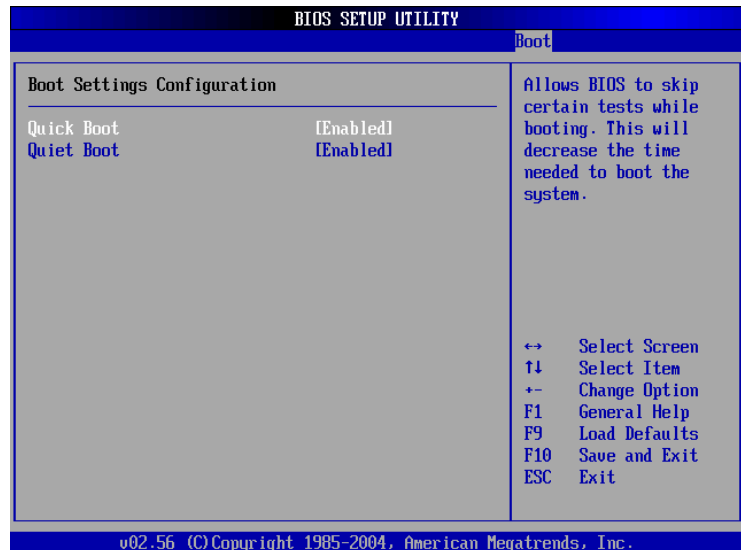 BIOS SETUP UTILITY
Boot
Boot Settings Configuration
Quick Boot [Enabled]
Quiet Boot [Enabled]
Allows BIOS to skip
certain tests while
booting. This will
decrease the time
needed to boot the
system.
↔ Select Screen
↑↓ Select Item
+- Change Option
F1 General Help
F9 Load Defaults
F10 Save and Exit
ESC Exit
v02.56 (C)Copyright 1985-2004, American Megatrends, Inc.